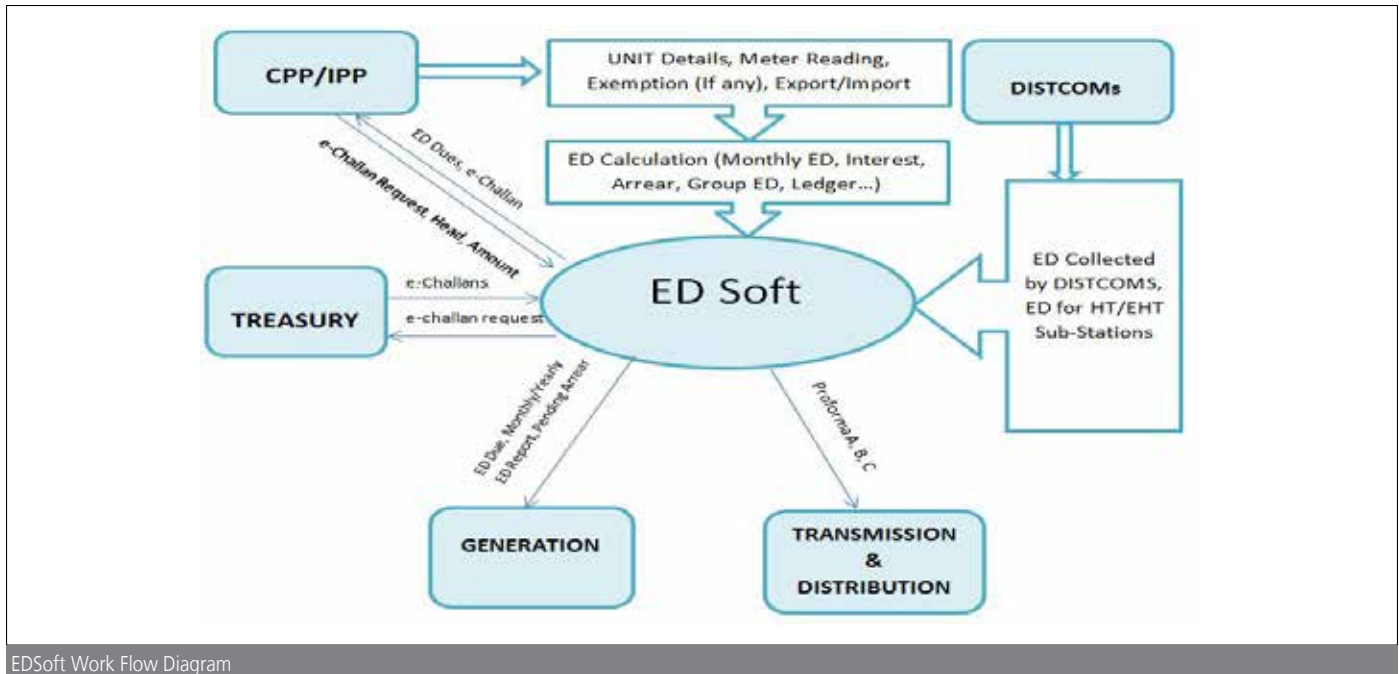 CPP/IPP
UNIT Details, Meter Reading,
Exemption (If any), Export/Import
DISTCOMs
ED Calculation (Monthly ED, Interest,
Arrear, Group ED, Ledger...)
ED Dues, e-Challan
e-Challan Request, Head, Amount
ED Soft
ED Collected
by DISTCOMS,
ED for HT/EHT
Sub-Stations
TREASURY
e-Challans
e-challan request
ED Due, Monthly/Yearly
ED Report, Pending Arrear
Proforma A, B, C
GENERATION
TRANSMISSION
&
DISTRIBUTION
EDSoft Work Flow Diagram